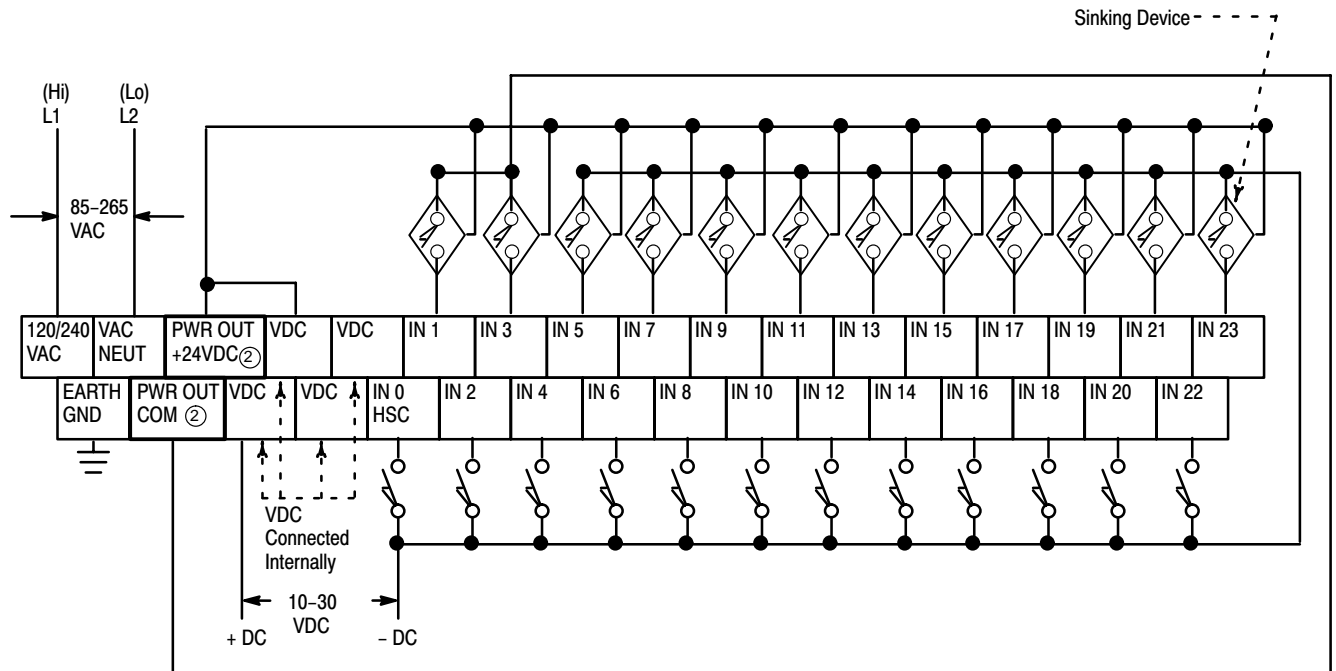 Sinking Device
(Hi)
L1
(Lo)
L2
85–265
VAC
120/240
VAC
VAC
NEUT
PWR OUT
+24VDC ②
VDC
VDC
IN 1
IN 3
IN 5
IN 7
IN 9
IN 11
IN 13
IN 15
IN 17
IN 19
IN 21
IN 23
EARTH
GND
PWR OUT
COM ②
VDC
VDC
IN 0
HSC
IN 2
IN 4
IN 6
IN 8
IN 10
IN 12
IN 14
IN 16
IN 18
IN 20
IN 22
VDC
Connected
Internally
10–30
VDC
+ DC
– DC